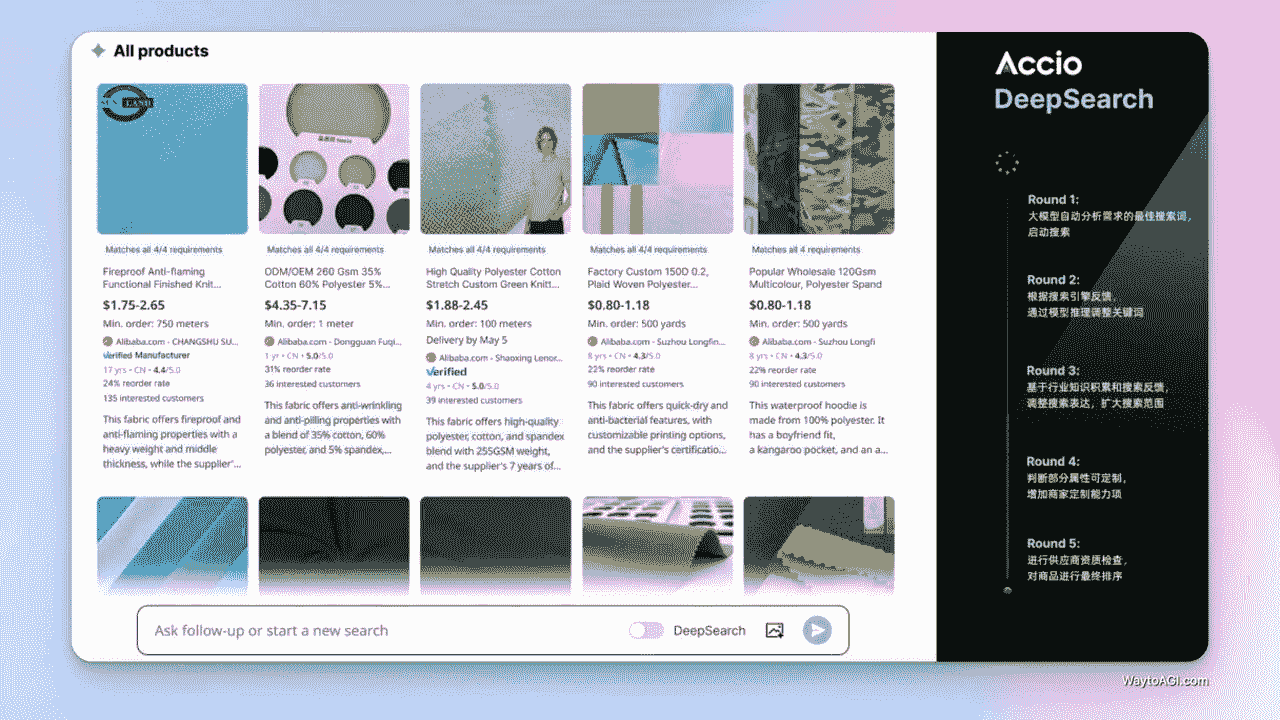 All products
Matches all 4/4 requirements
Fireproof Anti-flaming
Functional Finished Knit...
$1.75-2.65
Min. order: 750 meters
Alibaba.com - CHANGSHU SU...
Verified Manufacturer
17 yrs • CN • 4.4/5.0
24% reorder rate
135 interested customers
This fabric offers fireproof and
anti-flaming properties with a
heavy weight and middle
thickness, while the supplier'...
Matches all 4/4 requirements
ODM/OEM 260 Gsm 35%
Cotton 60% Polyester 5%...
$4.35-7.15
Min. order: 1 meter
Alibaba.com - Dongguan Fuqi...
1 yr • CN • 5.0/5.0
31% reorder rate
36 interested customers
This fabric offers anti-wrinkling
and anti-pilling properties with
a blend of 35% cotton, 60%
polyester, and 5% spandex,...
Matches all 4/4 requirements
High Quality Polyester Cotton
Stretch Custom Green Knitt...
$1.88-2.45
Min. order: 100 meters
Delivery by May 5
Alibaba.com - Shaoxing Lenor...
Verified
4 yrs • CN • 5.0/5.0
39 interested customers
This fabric offers high-quality
polyester, cotton, and spandex
blend with 255GSM weight,
and the supplier's 7 years of...
Matches all 4/4 requirements
Factory Custom 150D 0.2,
Plaid Woven Polyester...
$0.80-1.18
Min. order: 500 yards
Alibaba.com - Suzhou Longfin...
8 yrs • CN • 4.3/5.0
22% reorder rate
90 interested customers
This fabric offers quick-dry and
anti-bacterial features, with
customizable printing options,
and the supplier's certificatio...
Matches all 4/4 requirements
Popular Wholesale 120Gsm
Multicolour, Polyester Spand
$0.80-1.18
Min. order: 500 yards
Alibaba.com - Suzhou Longfi
8 yrs • CN • 4.3/5.0
22% reorder rate
90 interested customers
This waterproof hoodie is
made from 100% polyester. It
has a boyfriend fit,
a kangaroo pocket, and an a...
Ask follow-up or start a new search
DeepSearch
Accio
DeepSearch
Round 1:
大模型自动分析需求的最佳搜索词，
启动搜索
Round 2:
根据搜索引擎反馈，
通过模型推理调整关键词
Round 3:
基于行业知识积累和搜索反馈，
调整搜索表达，扩大搜索范围
Round 4:
判断部分属性可定制，
增加商家定制能力项
Round 5:
进行供应商资质检查，
对商品进行最终排序
WaytoAGI.com